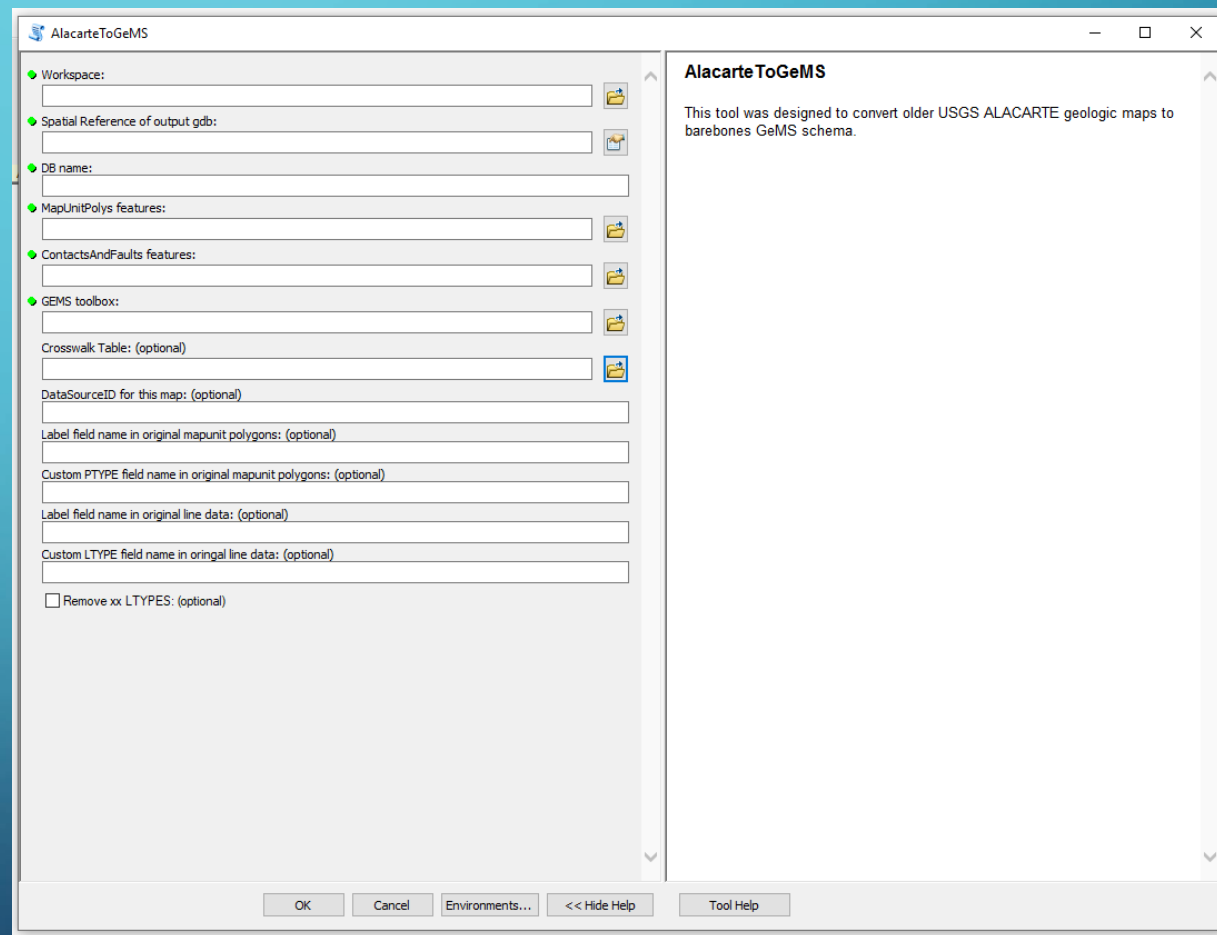 AlacarteToGeMS
Workspace:
Spatial Reference of output gdb:
DB name:
MapUnitPolys features:
ContactsAndFaults features:
GEMS toolbox:
Crosswalk Table: (optional)
DataSourceID for this map: (optional)
Label field name in original mapunit polygons: (optional)
Custom PTYPE field name in original mapunit polygons: (optional)
Label field name in original line data: (optional)
Custom LTYPE field name in oringal line data: (optional)
Remove xx LTYPES: (optional)
AlacarteToGeMS
This tool was designed to convert older USGS ALACARTE geologic maps to
barebones GeMS schema.
OK Cancel Environments... << Hide Help Tool Help